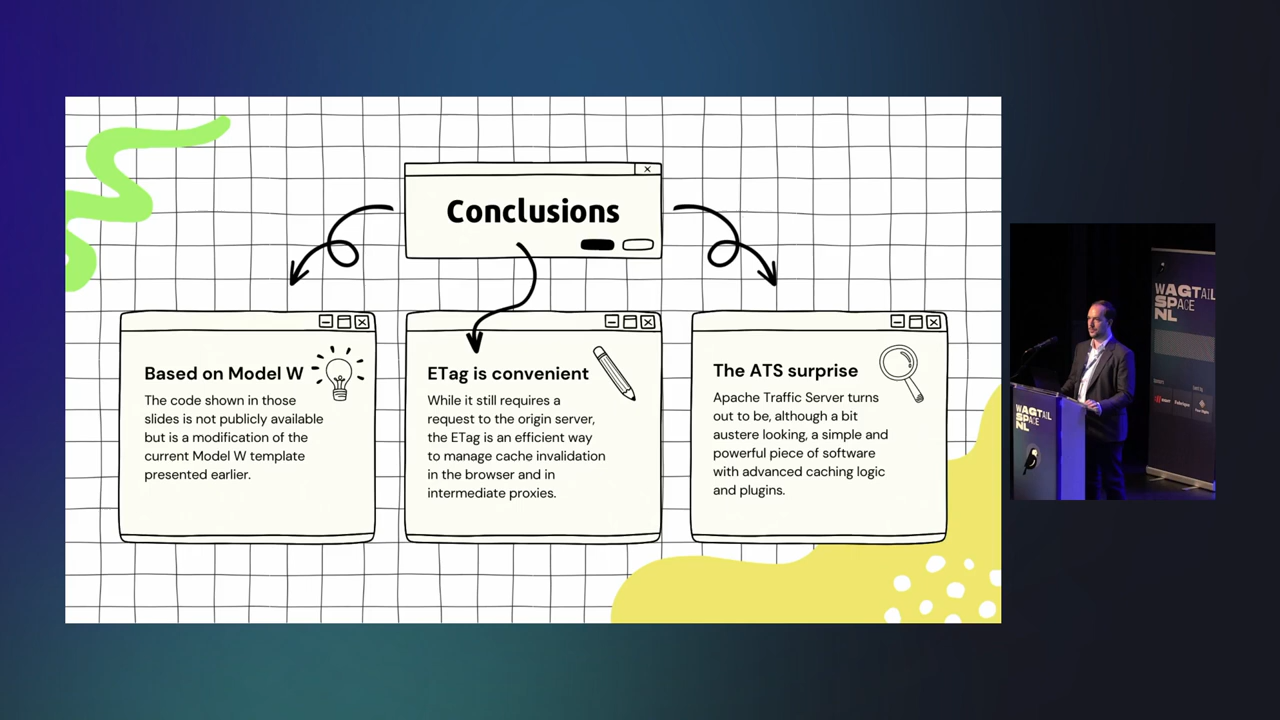 Conclusions
Based on Model W
The code shown in those
slides is not publicly available
but is a modification of the
current Model W template
presented earlier.
ETag is convenient
While it still requires a
request to the origin server,
the ETag is an efficient way
to manage cache invalidation
in the browser and in
intermediate proxies.
The ATS surprise
Apache Traffic Server turns
out to be, although a bit
austere looking, a simple and
powerful piece of software
with advanced caching logic
and plugins.
WAGTAIL
SPACE
NL
WAGTAIL
SPACE
NL